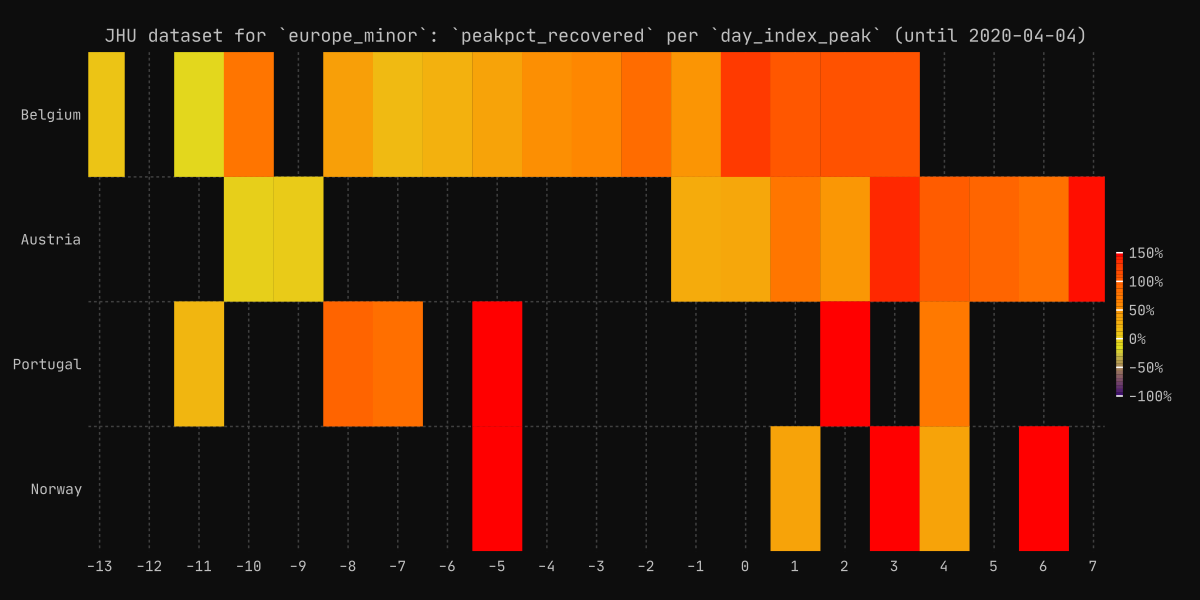 JHU dataset for `europe_minor`: `peakpct_recovered` per `day_index_peak` (until 2020-04-04)
Belgium
Austria
Portugal
Norway
-13 -12 -11 -10 -9 -8 -7 -6 -5 -4 -3 -2 -1 0 1 2 3 4 5 6 7
150%
100%
50%
0%
-50%
-100%